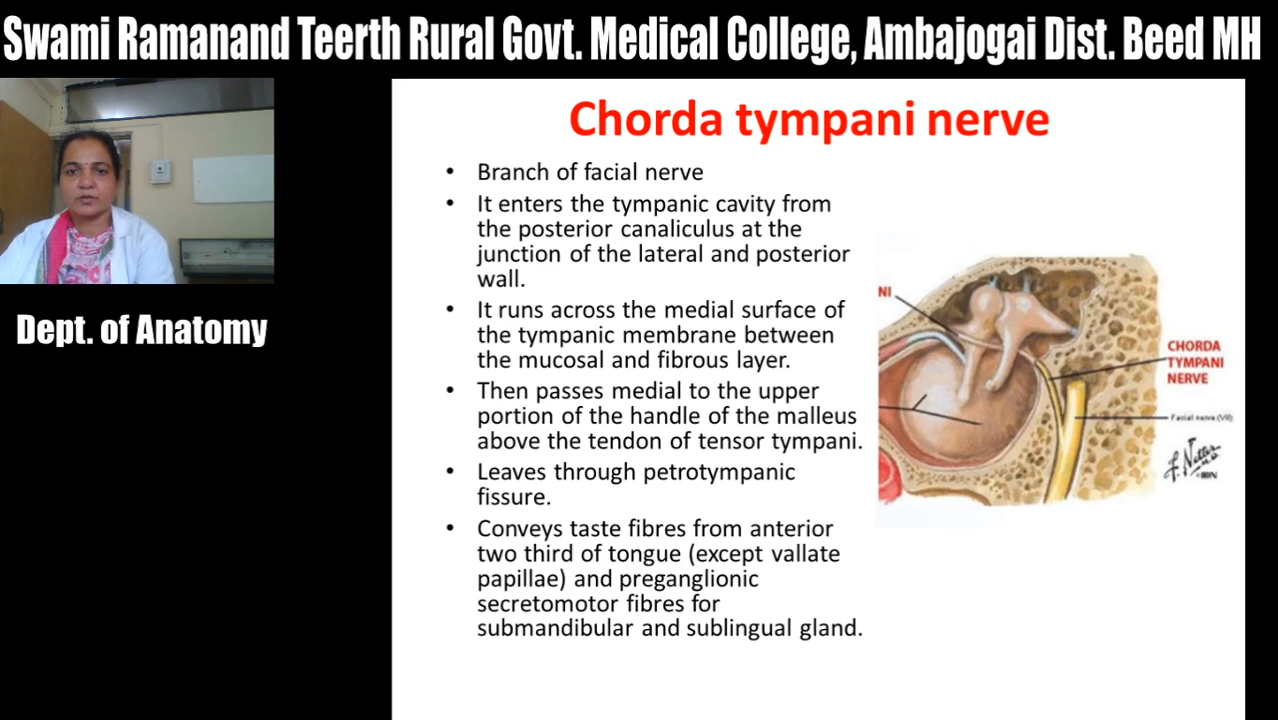 Swami Ramanand Teerth Rural Govt. Medical College, Ambajogai Dist. Beed MH
Dept. of Anatomy
Chorda tympani nerve
• Branch of facial nerve
• It enters the tympanic cavity from
the posterior canaliculus at the
junction of the lateral and posterior
wall.
• It runs across the medial surface of
the tympanic membrane between
the mucosal and fibrous layer.
• Then passes medial to the upper
portion of the handle of the malleus
above the tendon of tensor tympani.
• Leaves through petrotympanic
fissure.
• Conveys taste fibres from anterior
two third of tongue (except vallate
papillae) and preganglionic
secretomotor fibres for
submandibular and sublingual gland.
NI
CHORDA
TYMPANI
NERVE
Facial nerve (VII)